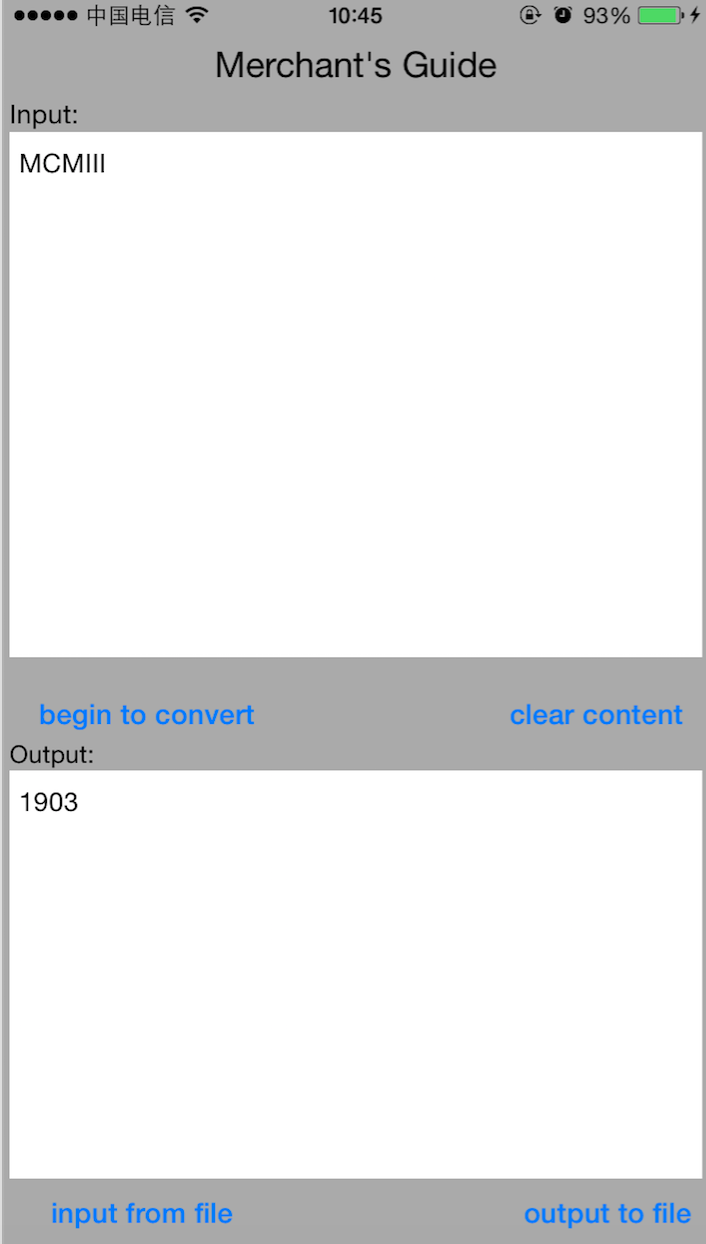 中国电信 10:45 93%
Merchant's Guide
Input:
MCMIII
begin to convert clear content
Output:
1903
input from file output to file